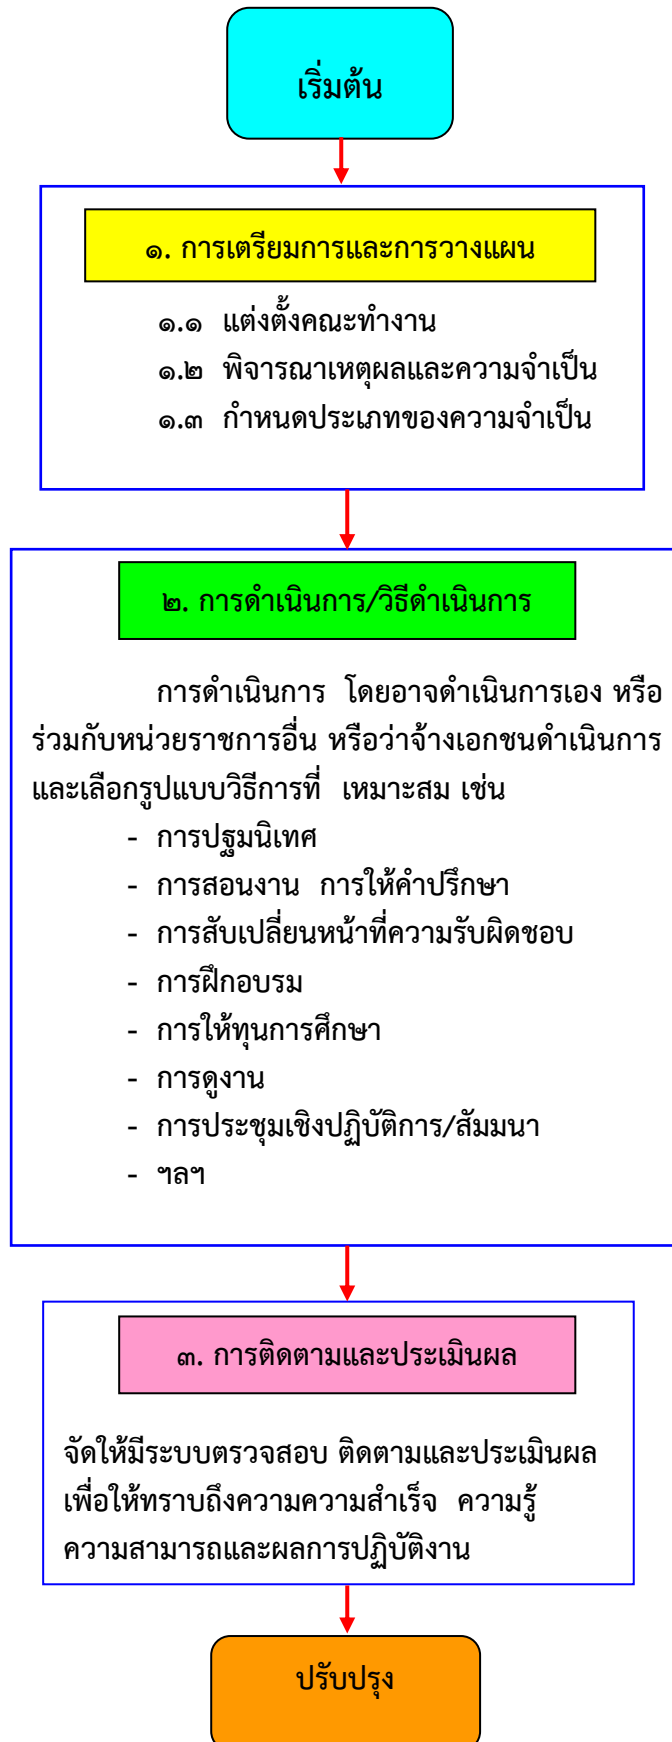 เริ่มต้น
๑. การเตรียมการและการวางแผน
๑.๑ แต่งตั้งคณะทำงาน
๑.๒ พิจารณาเหตุผลและความจำเป็น
๑.๓ กำหนดประเภทของความจำเป็น
๒. การดำเนินการ/วิธีดำเนินการ
การดำเนินการ โดยอาจดำเนินการเอง หรือ
ร่วมกับหน่วยราชการอื่น หรือว่าจ้างเอกชนดำเนินการ
และเลือกรูปแบบวิธีการที่ เหมาะสม เช่น
- การปฐมนิเทศ
- การสอนงาน การให้คำปรึกษา
- การสับเปลี่ยนหน้าที่ความรับผิดชอบ
- การฝึกอบรม
- การให้ทุนการศึกษา
- การดูงาน
- การประชุมเชิงปฏิบัติการ/สัมมนา
- ฯลฯ
๓. การติดตามและประเมินผล
จัดให้มีระบบตรวจสอบ ติดตามและประเมินผล
เพื่อให้ทราบถึงความความสำเร็จ ความรู้
ความสามารถและผลการปฏิบัติงาน
ปรับปรุง